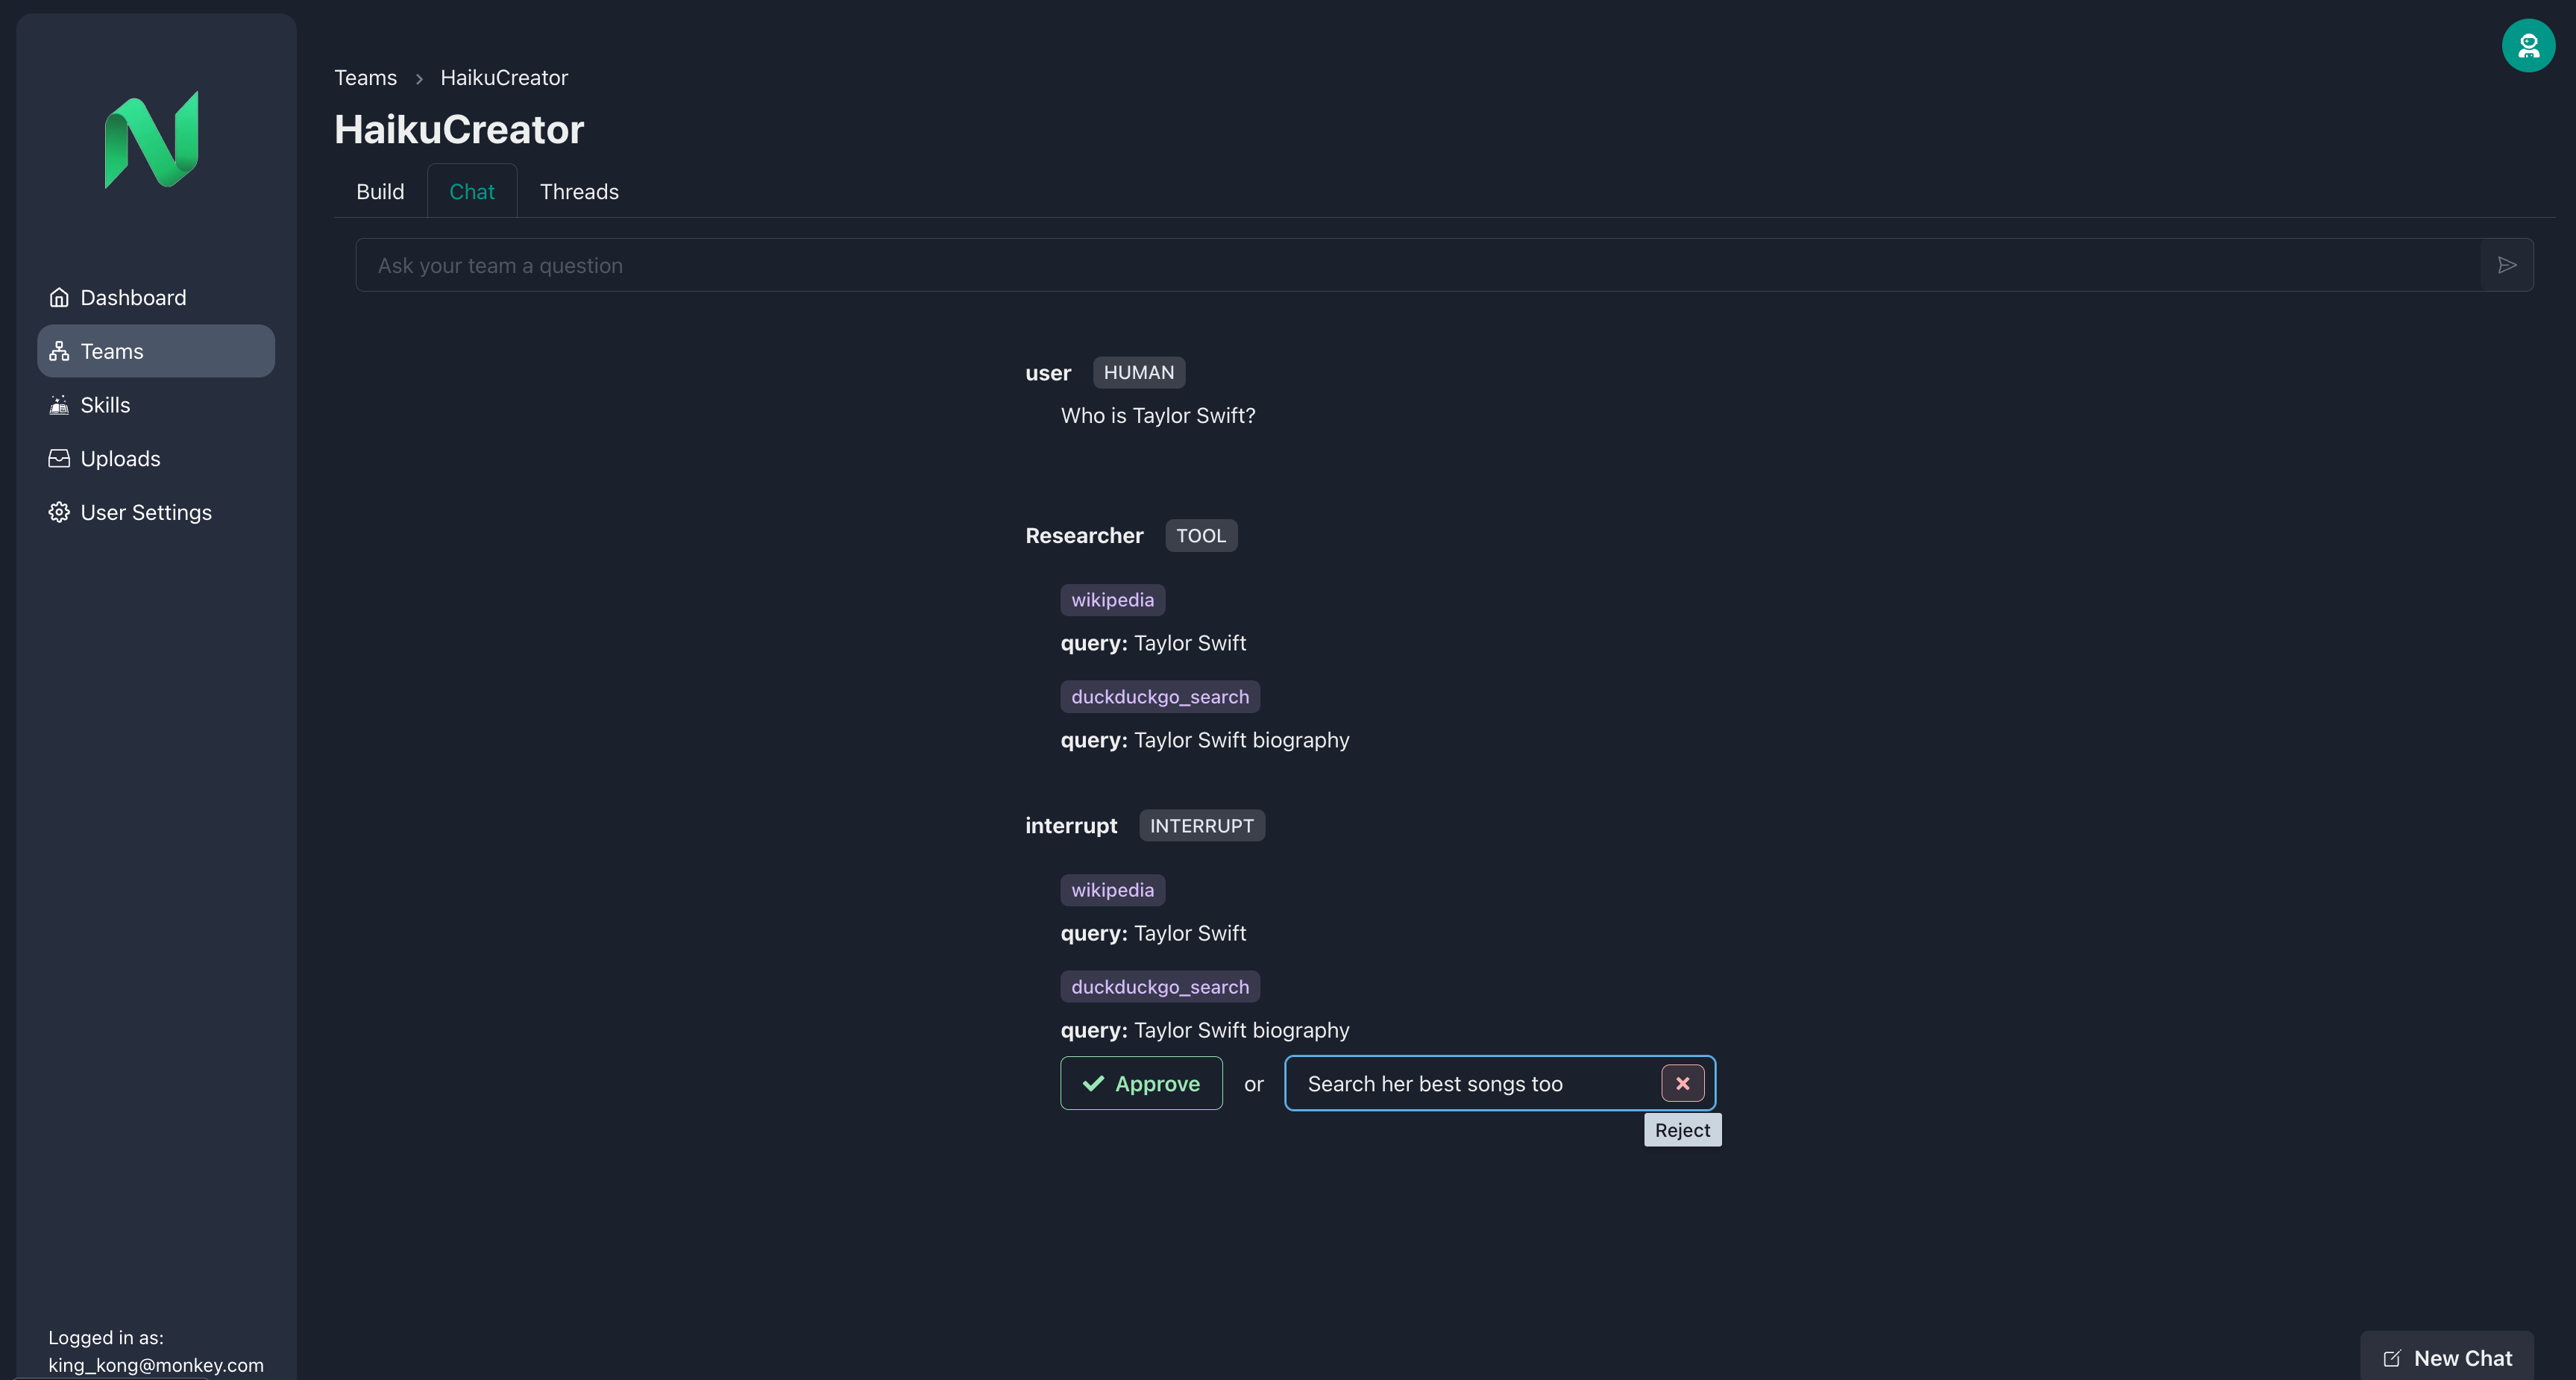 Teams > HaikuCreator
HaikuCreator
Build Chat Threads
Ask your team a question
Dashboard
Teams
Skills
Uploads
User Settings
user HUMAN
Who is Taylor Swift?
Researcher TOOL
wikipedia
query: Taylor Swift
duckduckgo_search
query: Taylor Swift biography
interrupt INTERRUPT
wikipedia
query: Taylor Swift
duckduckgo_search
query: Taylor Swift biography
Approve or Search her best songs too
Reject
Logged in as:
king_kong@monkey.com
New Chat